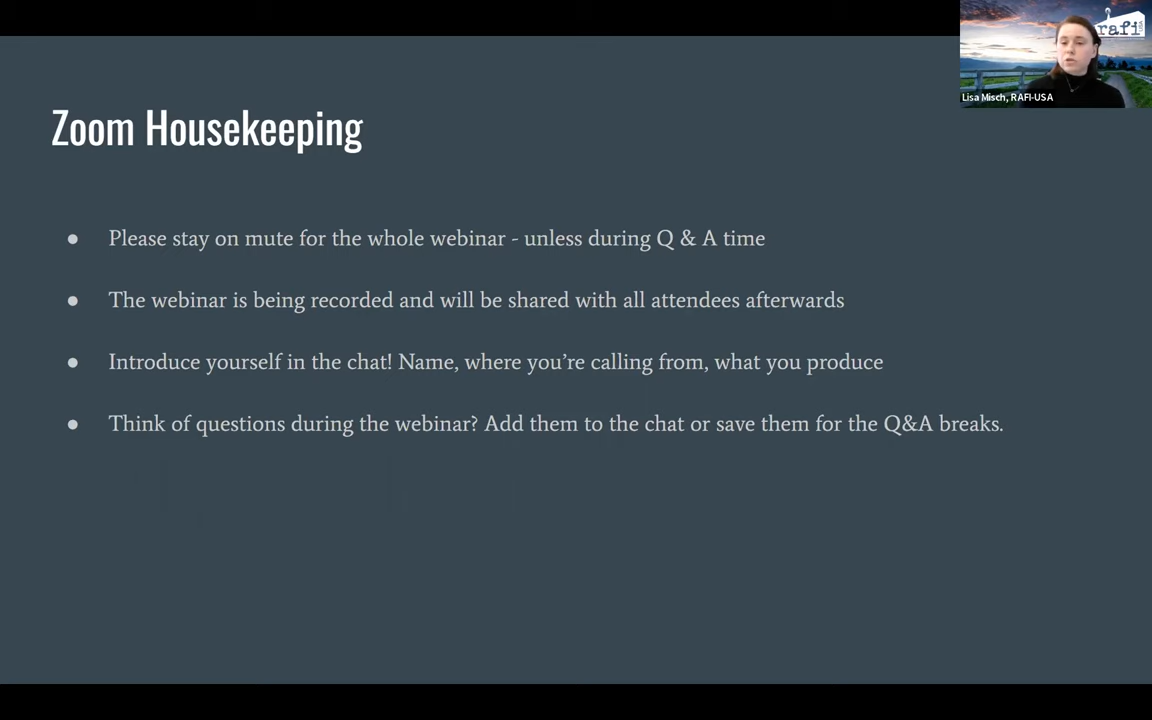 rafi
USA
Lisa Misch, RAFI-USA
Zoom Housekeeping
● Please stay on mute for the whole webinar - unless during Q & A time
● The webinar is being recorded and will be shared with all attendees afterwards
● Introduce yourself in the chat! Name, where you’re calling from, what you produce
● Think of questions during the webinar? Add them to the chat or save them for the Q&A breaks.